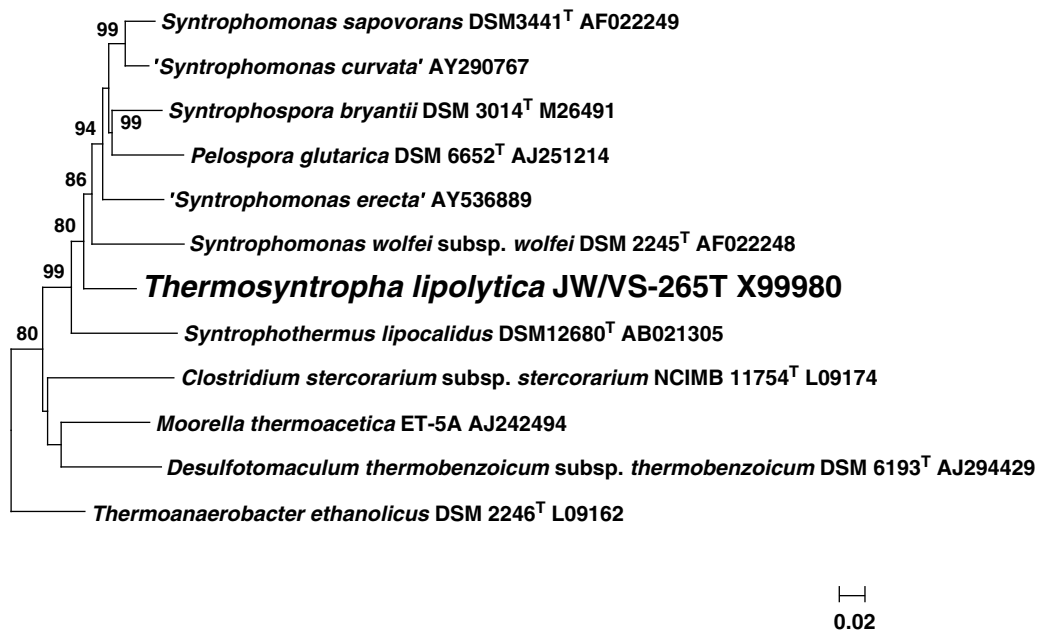 99 Syntrophomonas sapovorans DSM3441T AF022249
'Syntrophomonas curvata' AY290767
Syntrophospora bryantii DSM 3014T M26491
94 99
Pelospora glutarica DSM 6652T AJ251214
86
'Syntrophomonas erecta' AY536889
80
Syntrophomonas wolfei subsp. wolfei DSM 2245T AF022248
99
Thermosyntropha lipolytica JW/VS-265T X99980
80
Syntrophothermus lipocalidus DSM12680T AB021305
Clostridium stercorarium subsp. stercorarium NCIMB 11754T L09174
Moorella thermoacetica ET-5A AJ242494
Desulfotomaculum thermobenzoicum subsp. thermobenzoicum DSM 6193T AJ294429
Thermoanaerobacter ethanolicus DSM 2246T L09162
0.02